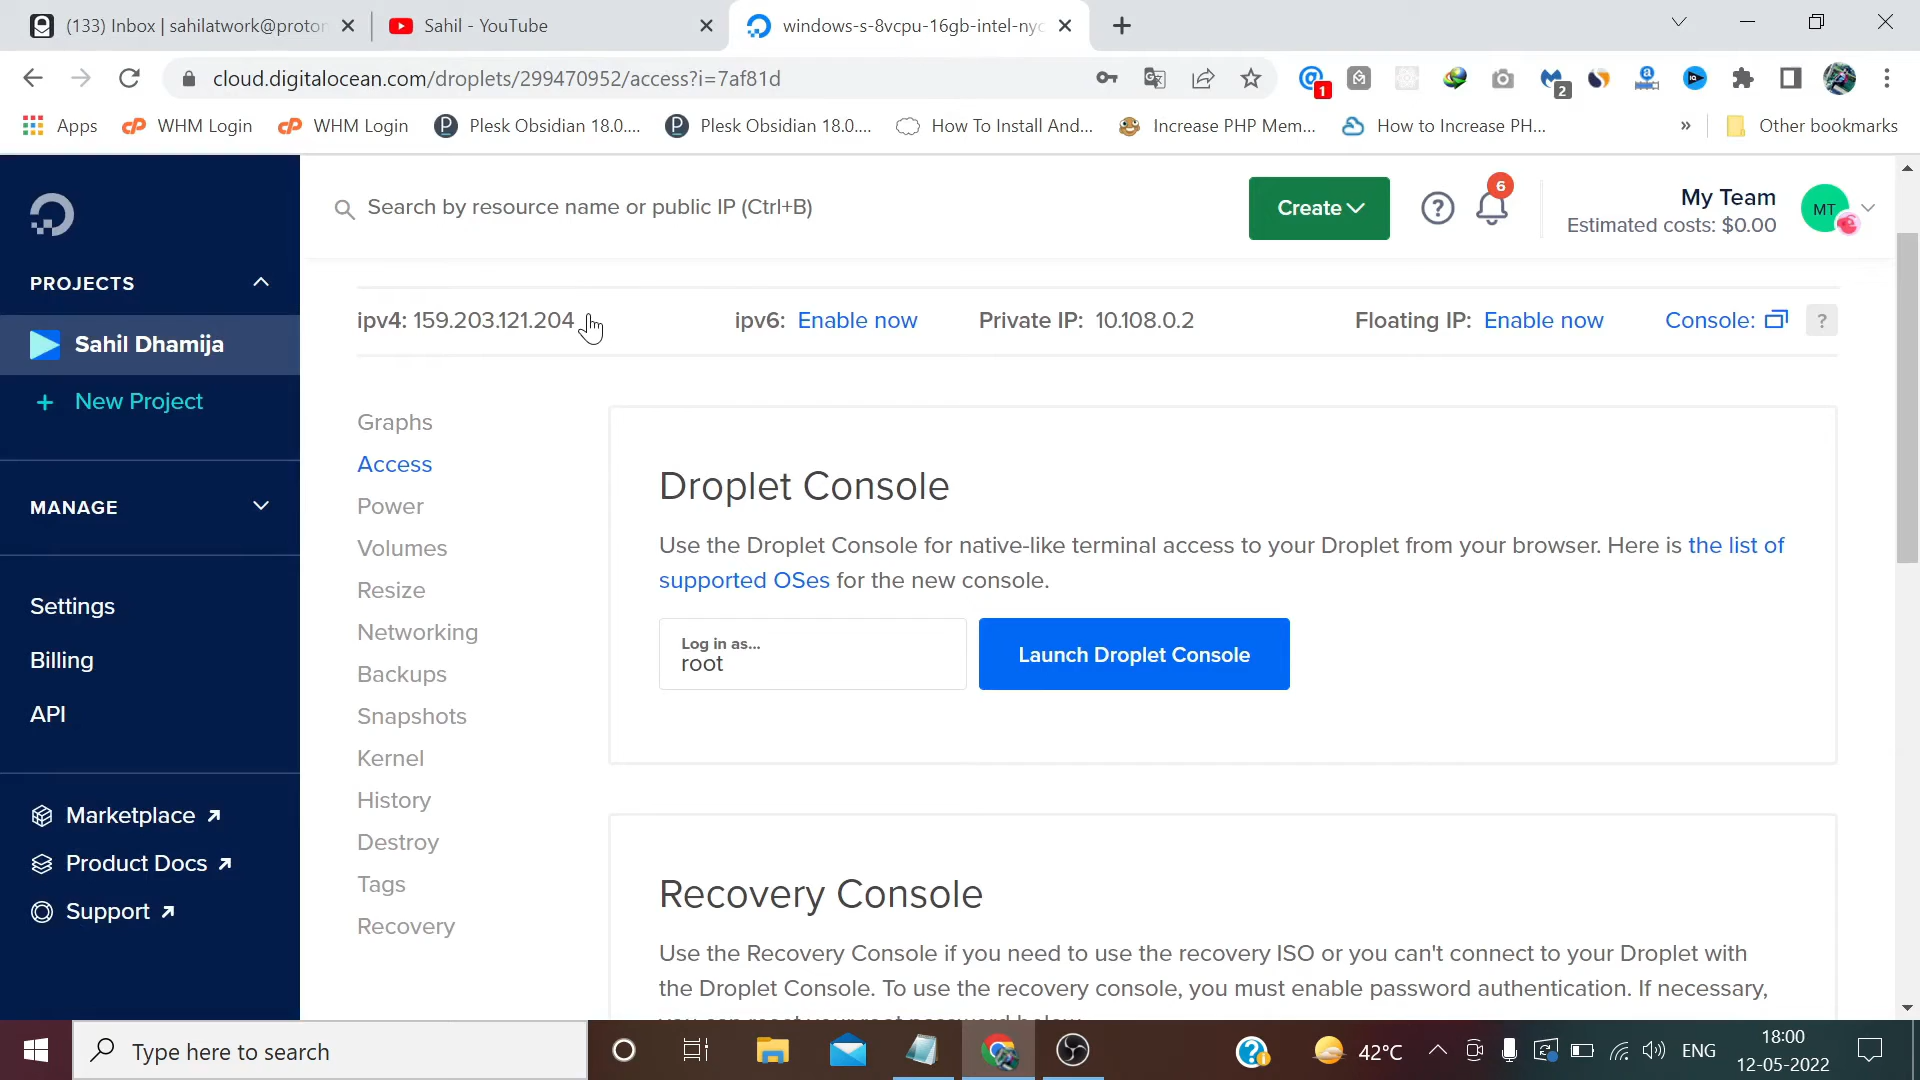 (133) Inbox | sahilatwork@proton
Sahil - YouTube
windows-s-8vcpu-16gb-intel-nyc
cloud.digitalocean.com/droplets/299470952/access?i=7af81d
1
2
Apps
WHM Login
WHM Login
Plesk Obsidian 18.0....
Plesk Obsidian 18.0....
How To Install And...
Increase PHP Mem...
How to Increase PH...
»
Other bookmarks
Search by resource name or public IP (Ctrl+B)
Create
6
My Team
Estimated costs: $0.00
MT
PROJECTS
Sahil Dhamija
+ New Project
MANAGE
Settings
Billing
API
Marketplace
Product Docs
Support
ipv4: 159.203.121.204
ipv6: Enable now
Private IP: 10.108.0.2
Floating IP: Enable now
Console:
?
Graphs
Access
Power
Volumes
Resize
Networking
Backups
Snapshots
Kernel
History
Destroy
Tags
Recovery
Droplet Console
Use the Droplet Console for native-like terminal access to your Droplet from your browser. Here is the list of
supported OSes for the new console.
Log in as...
root
Launch Droplet Console
Recovery Console
Use the Recovery Console if you need to use the recovery ISO or you can't connect to your Droplet with
the Droplet Console. To use the recovery console, you must enable password authentication. If necessary,
you can reset your root password below.
Type here to search
42°C
ENG
18:00
12-05-2022